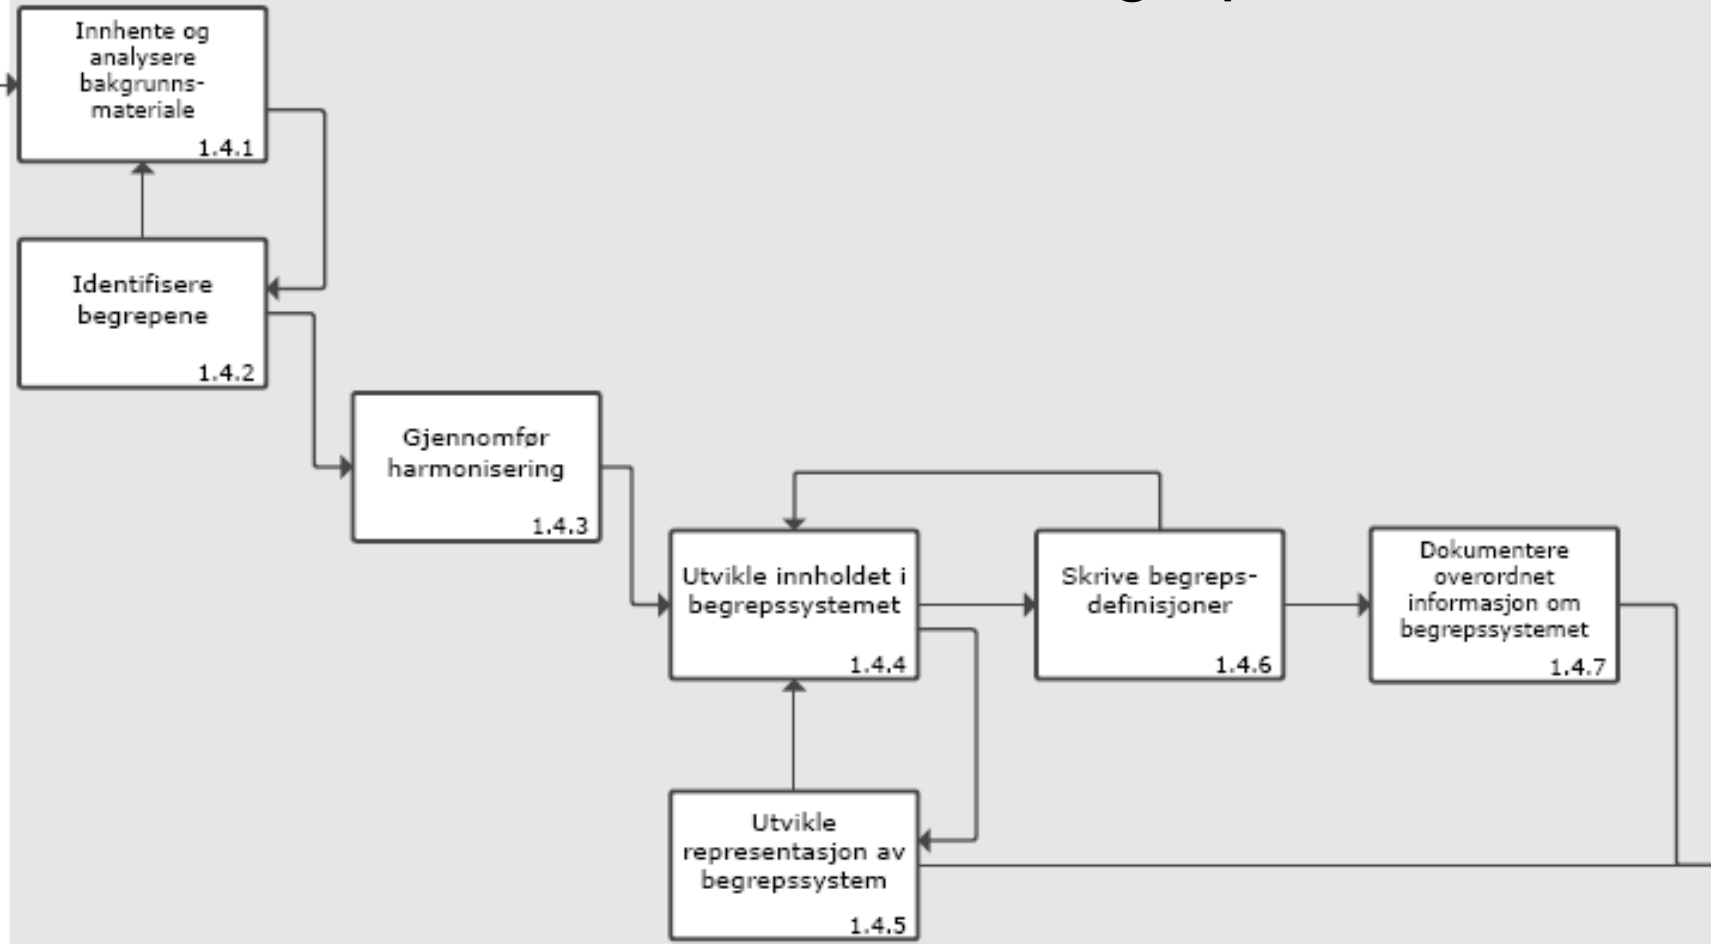 Innhente og
analysere
bakgrunns-
materiale
1.4.1
Identifisere
begrepene
1.4.2
Gjennomfør
harmonisering
1.4.3
Utvikle innholdet i
begrepssystemet
1.4.4
Skrive begreps-
definisjoner
1.4.6
Dokumentere
overordnet
informasjon om
begrepssystemet
1.4.7
Utvikle
representasjon av
begrepssystem
1.4.5